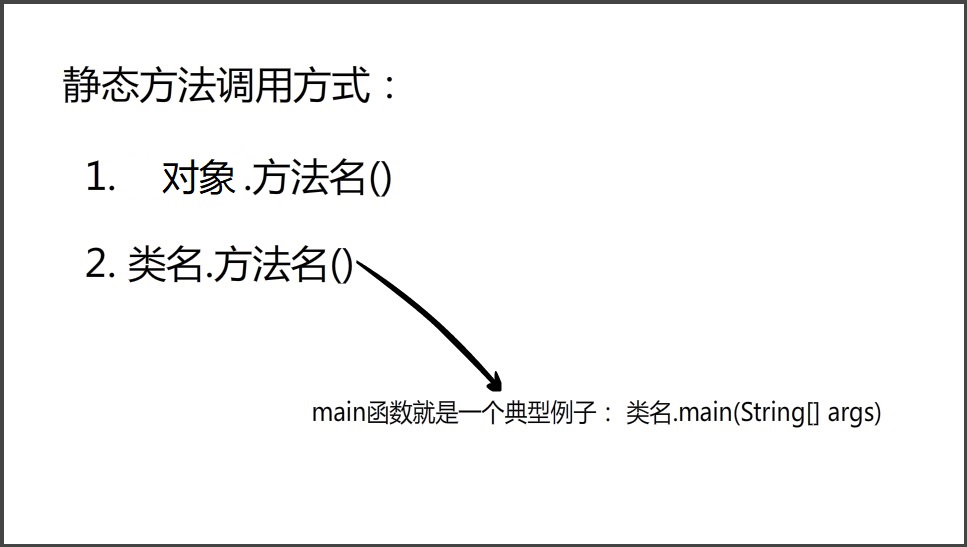 静态方法调用方式：
1. 对象 .方法名()
2. 类名.方法名()
main函数就是一个典型例子： 类名.main(String[] args)